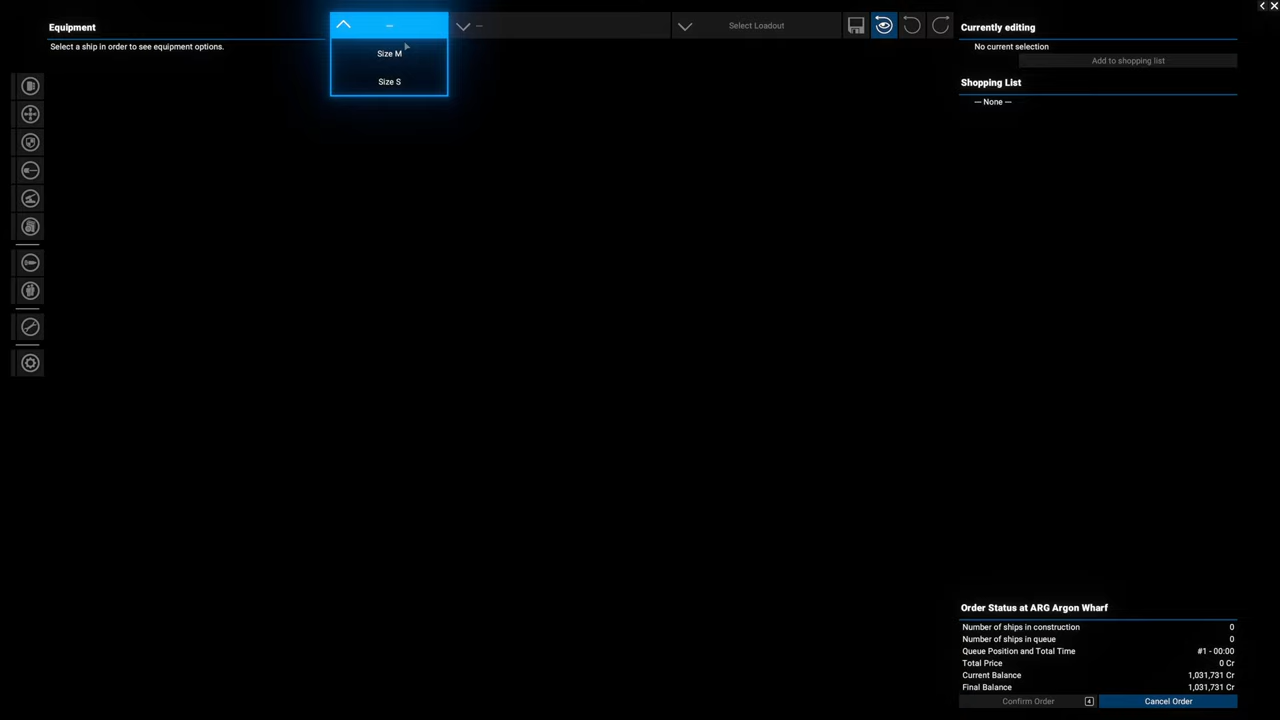 Equipment
Select a ship in order to see equipment options.
—
Size M
Size S
—
Select Loadout
Currently editing
No current selection
Add to shopping list
Shopping List
— None —
Order Status at ARG Argon Wharf
Number of ships in construction 0
Number of ships in queue 0
Queue Position and Total Time #1 - 00:00
Total Price 0 Cr
Current Balance 1,031,731 Cr
Final Balance 1,031,731 Cr
Confirm Order 4 Cancel Order